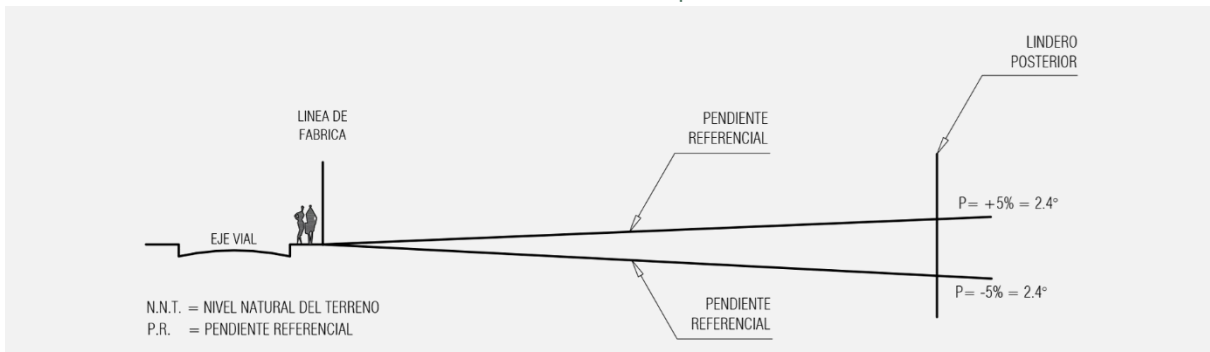 LINDERO
POSTERIOR
LINEA DE
FABRICA
PENDIENTE
REFERENCIAL
P= +5% = 2.4°
EJE VIAL
P= -5% = 2.4°
N.N.T. = NIVEL NATURAL DEL TERRENO
P.R. = PENDIENTE REFERENCIAL
PENDIENTE
REFERENCIAL